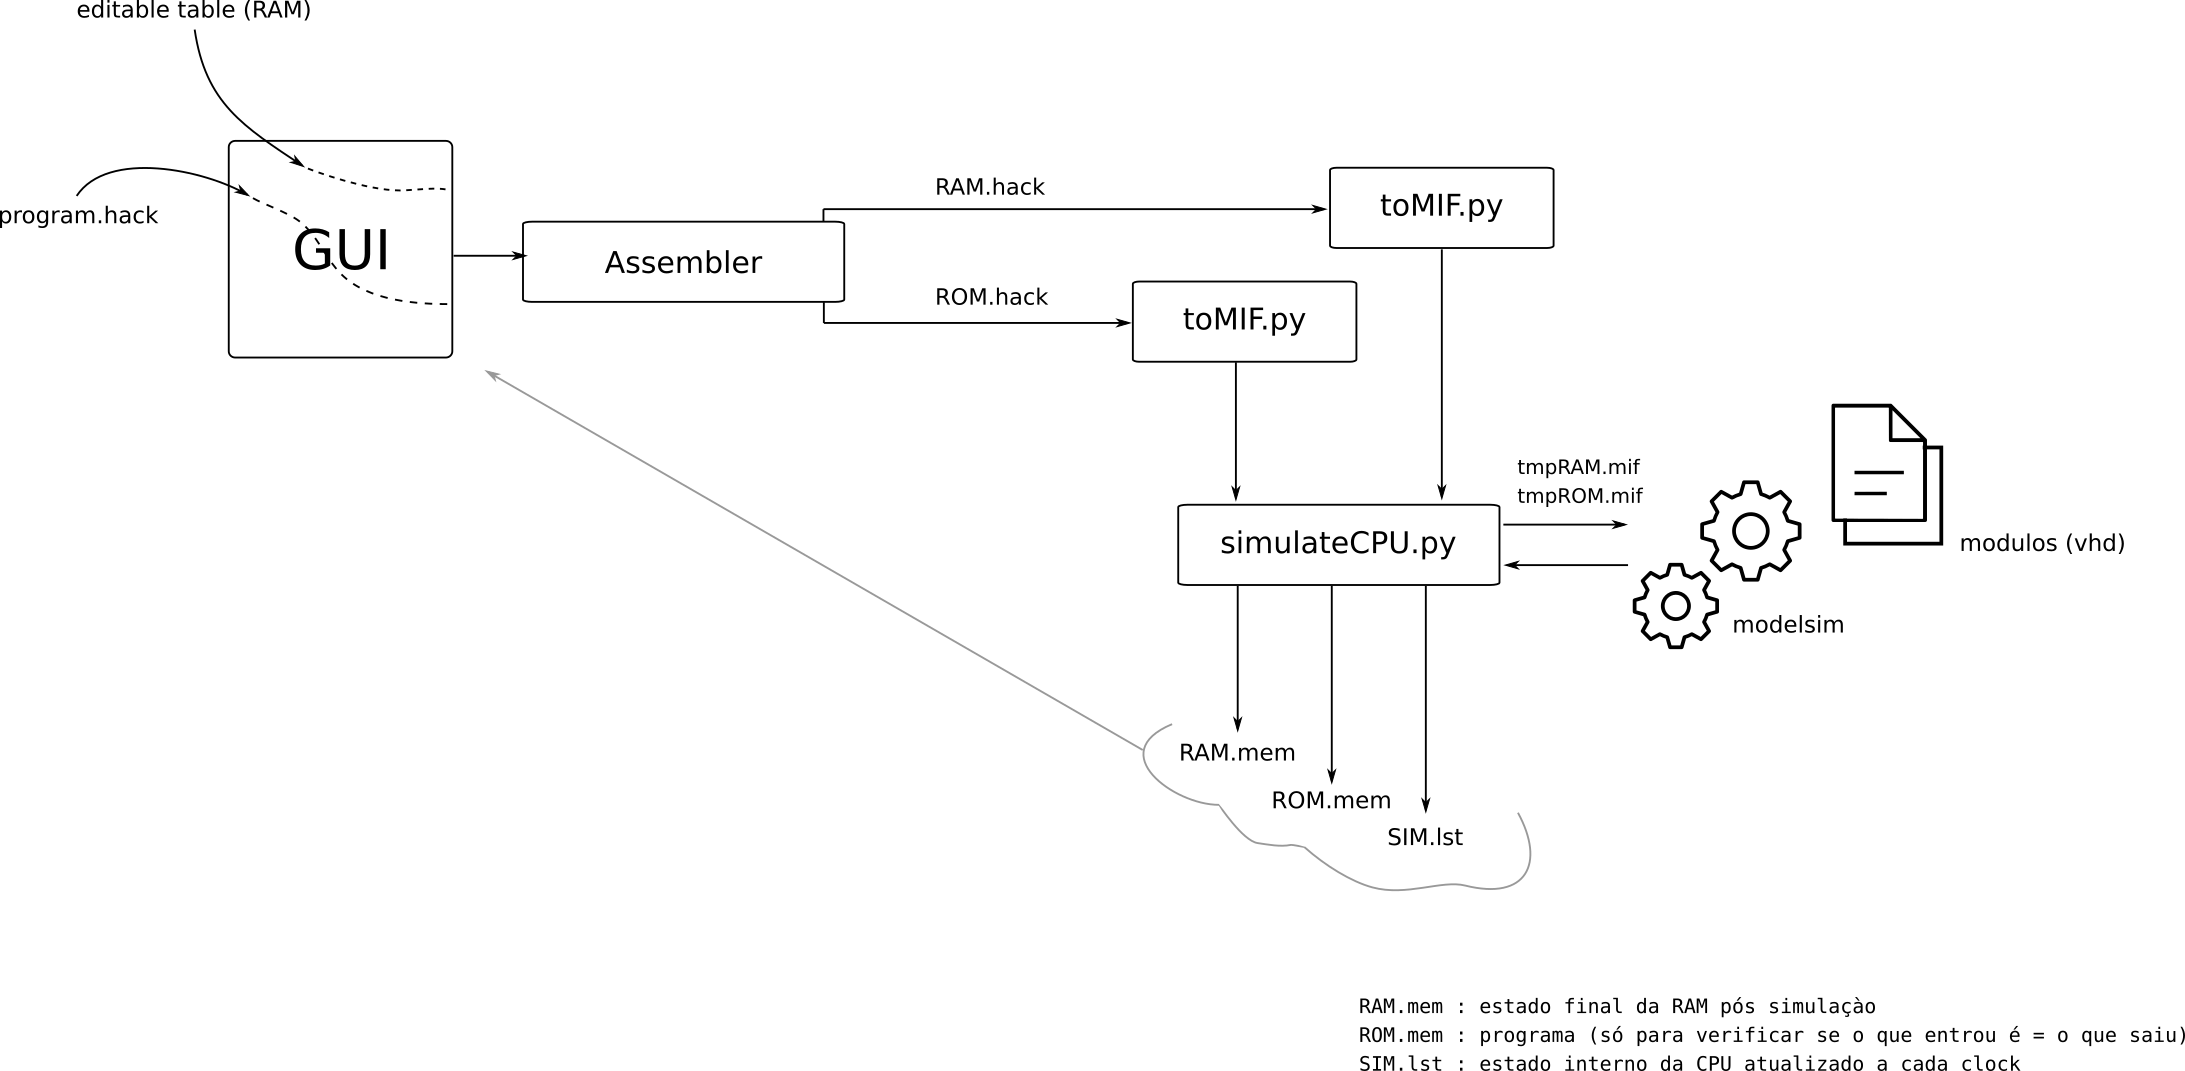 editable table (RAM)
program.hack
GUI
Assembler
RAM.hack
ROM.hack
toMIF.py
toMIF.py
tmpRAM.mif
tmpROM.mif
simulateCPU.py
modulos (vhd)
modelsim
RAM.mem
ROM.mem
SIM.lst
RAM.mem : estado final da RAM pós simulaçào
ROM.mem : programa (só para verificar se o que entrou é = o que saiu)
SIM.lst : estado interno da CPU atualizado a cada clock